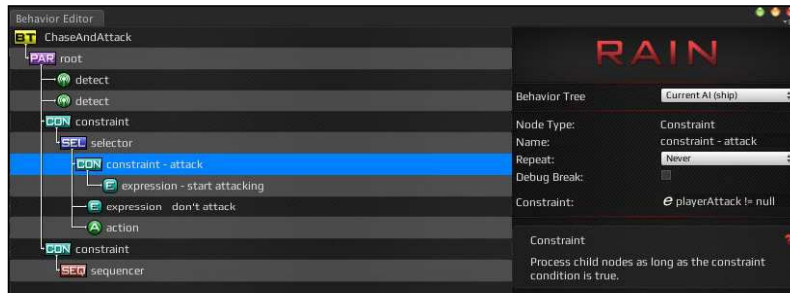 Behavior Editor
BT ChaseAndAttack
PAR root
detect
detect
CON constraint
SEL selector
CON constraint - attack
E expression - start attacking
E expression don't attack
A action
CON constraint
SEQ sequencer
RAIN
Behavior Tree Current AI (ship)
Node Type: Constraint
Name: constraint - attack
Repeat: Never
Debug Break:
Constraint: e playerAttack != null
Constraint ?
Process child nodes as long as the constraint
condition is true.